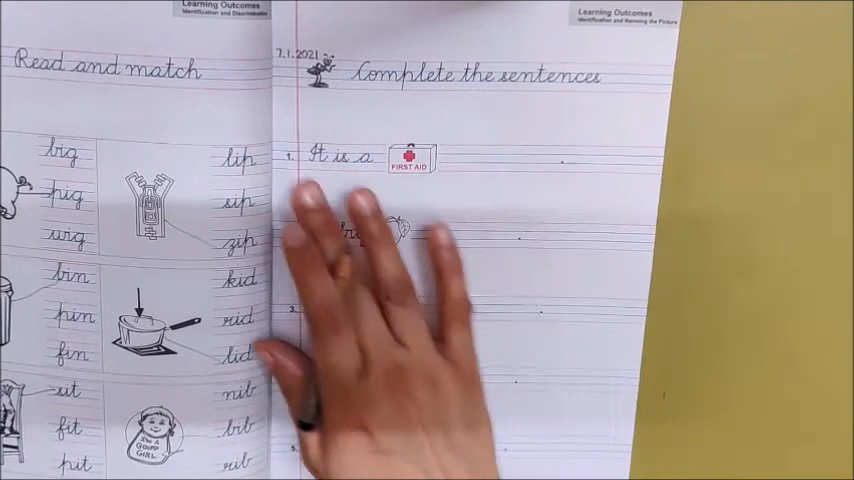 Learning Outcomes
Identification and Discrimination
Read and match
big
pig
wig
lip
sip
zip
bin
pin
fin
kid
rid
lid
sit
fit
pit
I'm A
GOOD
GIRL
nib
bib
rib
Learning Outcomes
Identification and Naming the Picture
7.1.2021
Complete the sentences
1. It is a
FIRST AID
3.
5.